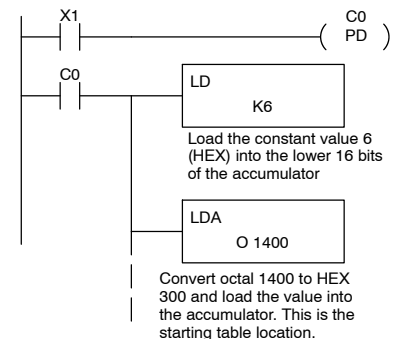 X1
C0
PD
C0
LD
K6
Load the constant value 6
(HEX) into the lower 16 bits
of the accumulator
LDA
O 1400
Convert octal 1400 to HEX
300 and load the value into
the accumulator. This is the
starting table location.